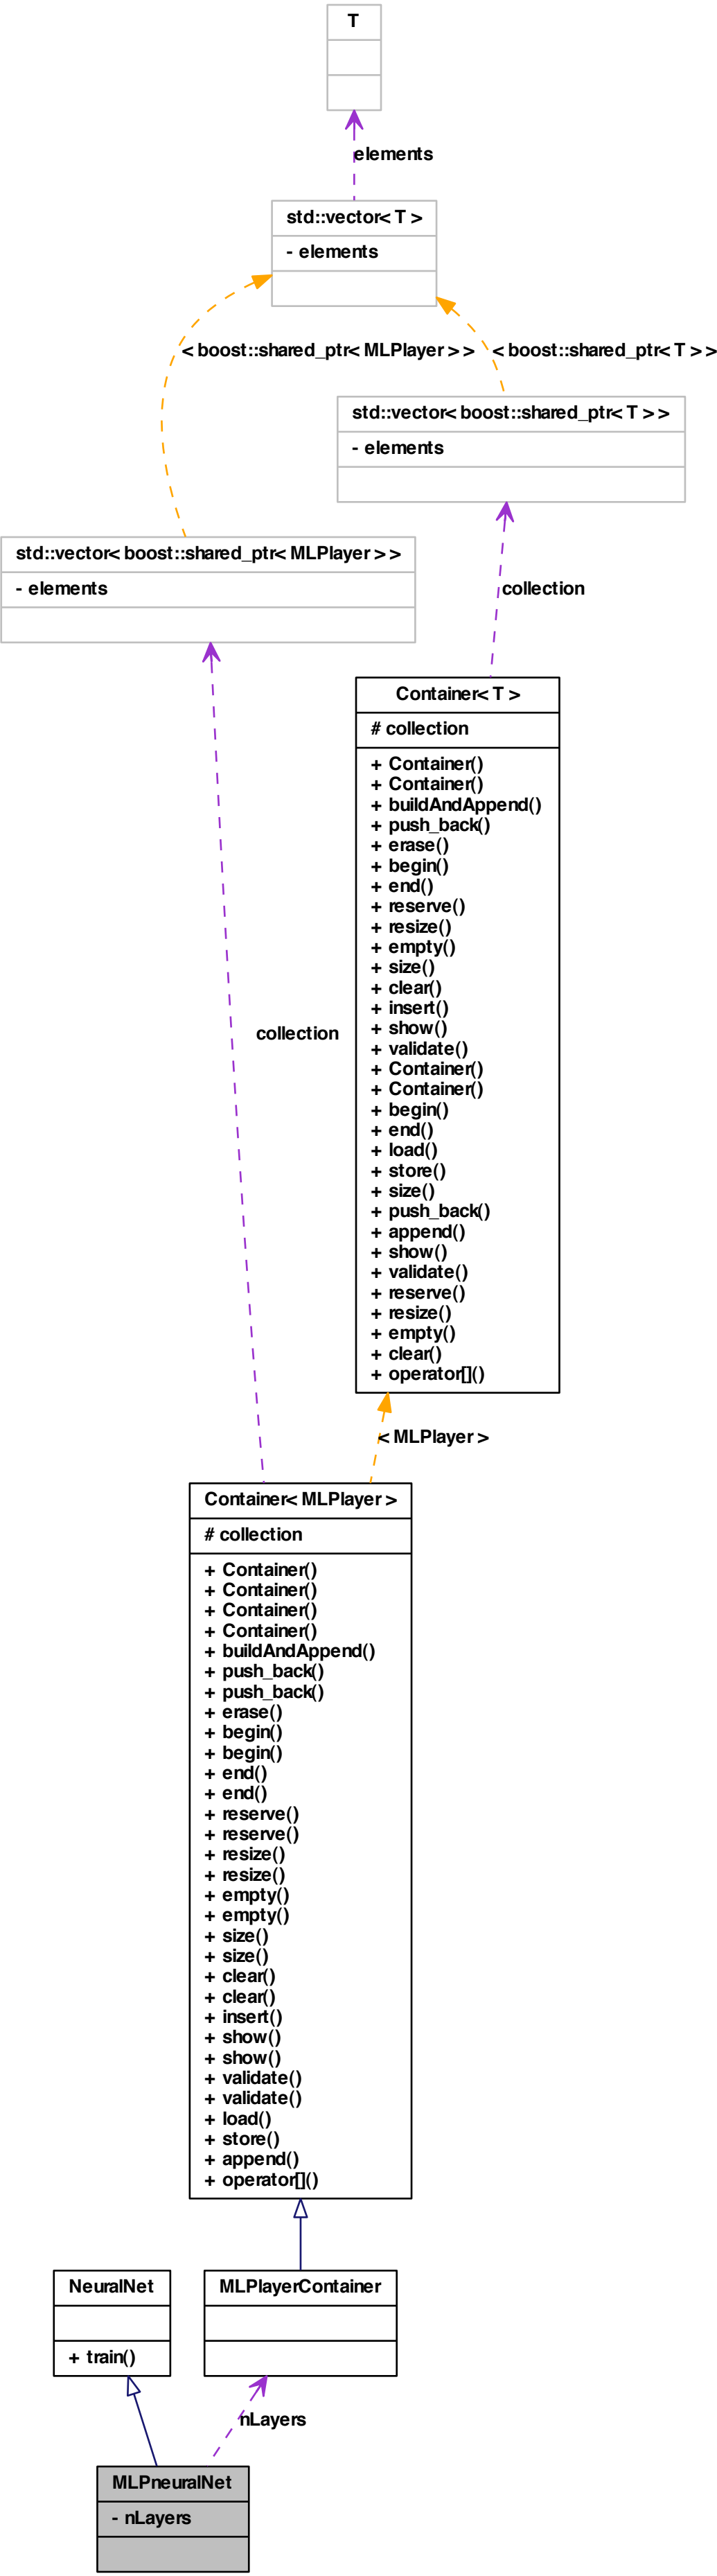 T
elements
std::vector< T >
- elements
< boost::shared_ptr< MLPlayer > >
< boost::shared_ptr< T > >
std::vector< boost::shared_ptr< T > >
- elements
std::vector< boost::shared_ptr< MLPlayer > >
- elements
collection
Container< T >
# collection
+ Container()
+ Container()
+ buildAndAppend()
+ push_back()
+ erase()
+ begin()
+ end()
+ reserve()
+ resize()
+ empty()
+ size()
+ clear()
+ insert()
+ show()
+ validate()
+ Container()
+ Container()
+ begin()
+ end()
+ load()
+ store()
+ size()
+ push_back()
+ append()
+ show()
+ validate()
+ reserve()
+ resize()
+ empty()
+ clear()
+ operator[]()
collection
< MLPlayer >
Container< MLPlayer >
# collection
+ Container()
+ Container()
+ Container()
+ Container()
+ buildAndAppend()
+ push_back()
+ push_back()
+ erase()
+ begin()
+ begin()
+ end()
+ end()
+ reserve()
+ reserve()
+ resize()
+ resize()
+ empty()
+ empty()
+ size()
+ size()
+ clear()
+ clear()
+ insert()
+ show()
+ show()
+ validate()
+ validate()
+ load()
+ store()
+ append()
+ operator[]()
NeuralNet
+ train()
MLPlayerContainer
nLayers
MLPneuralNet
- nLayers